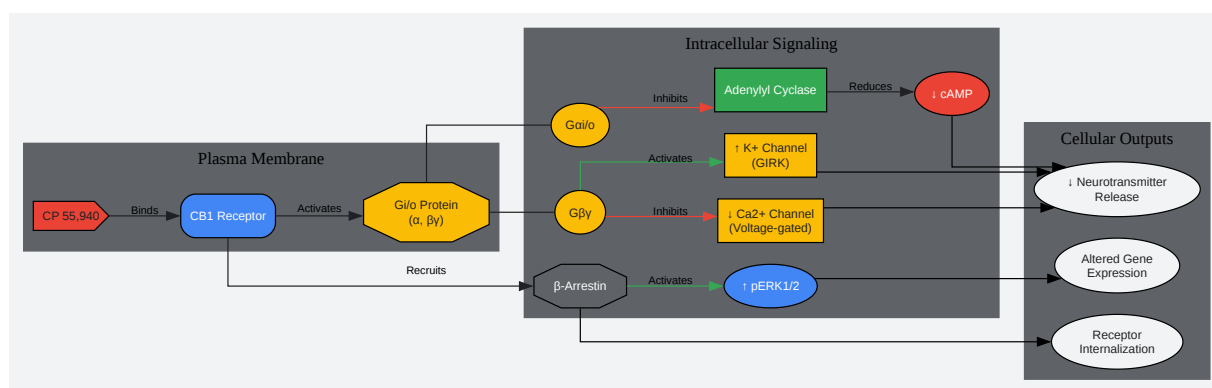 Intracellular Signaling
Plasma Membrane
Cellular Outputs
CP 55,940
Binds
CB1 Receptor
Activates
Gi/o Protein
(α, βγ)
Gαi/o
Inhibits
Adenylyl Cyclase
Reduces
↓ cAMP
Gβγ
Activates
↑ K+ Channel
(GIRK)
Inhibits
↓ Ca2+ Channel
(Voltage-gated)
Recruits
β-Arrestin
Activates
↑ pERK1/2
↓ Neurotransmitter
Release
Altered Gene
Expression
Receptor
Internalization